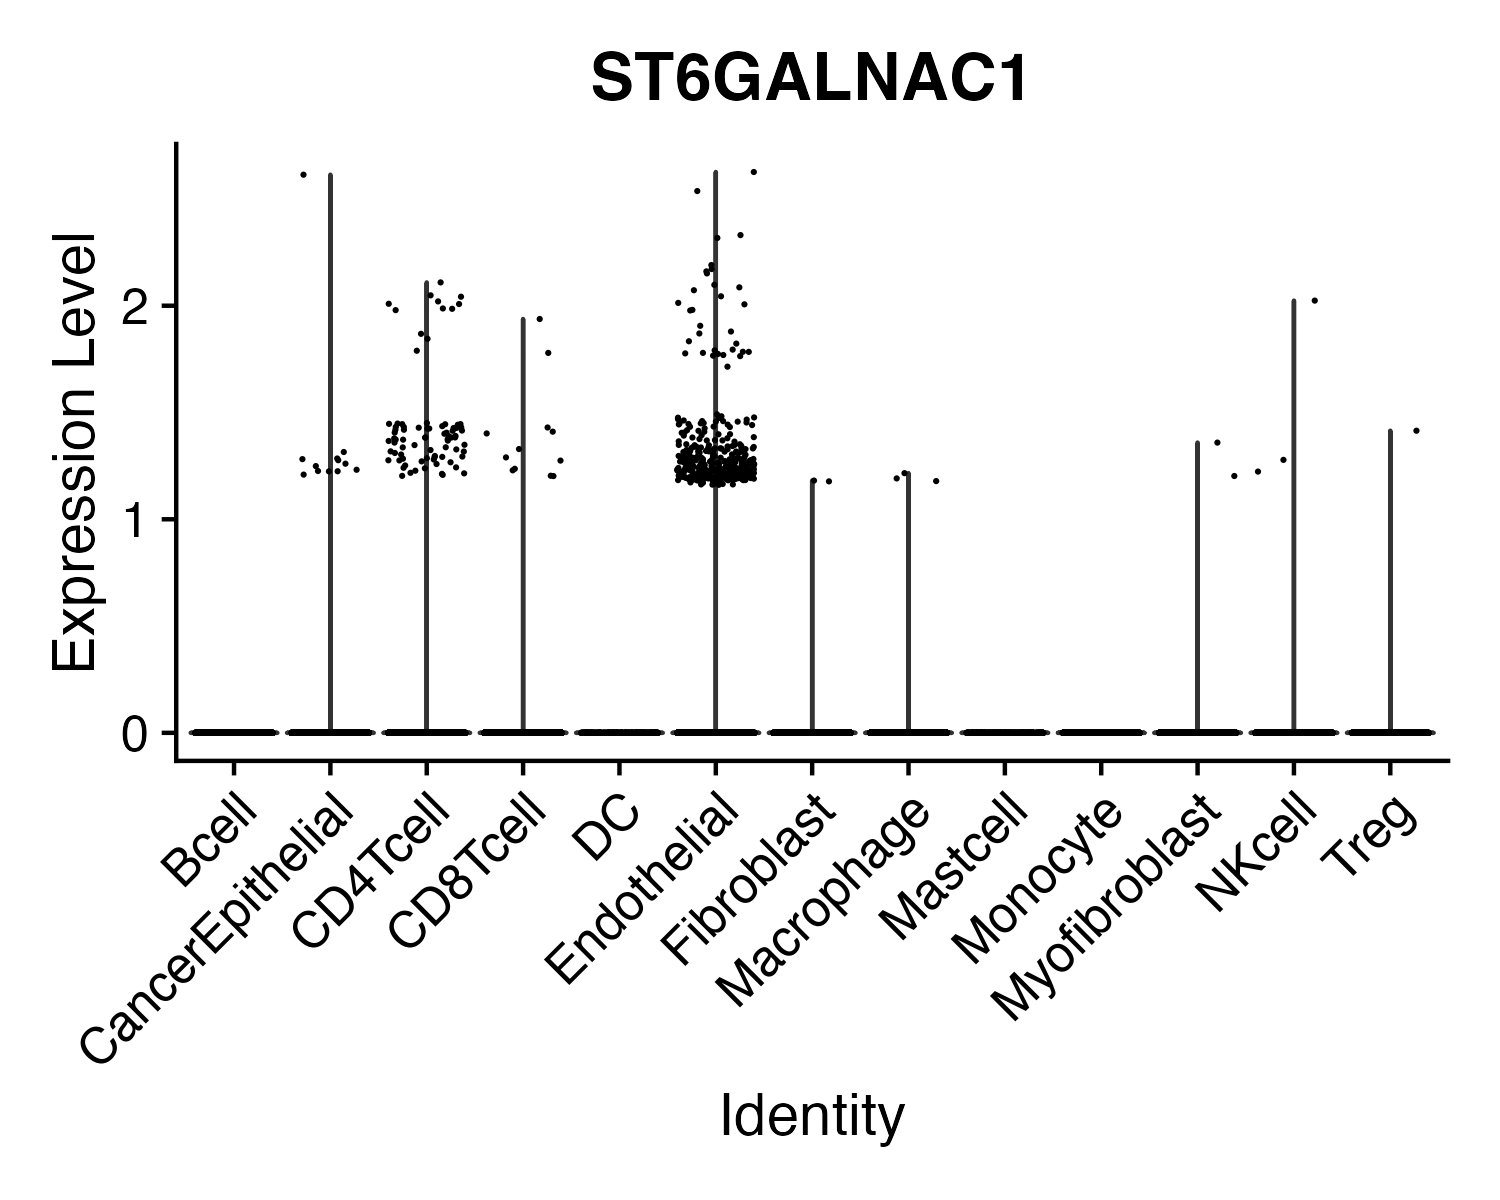 ST6GALNAC1
Expression Level
2
1
0
Bcell
CancerEpithelial
CD4Tcell
CD8Tcell
DC
Endothelial
Fibroblast
Macrophage
Mastcell
Monocyte
Myofibroblast
NKcell
Treg
Identity